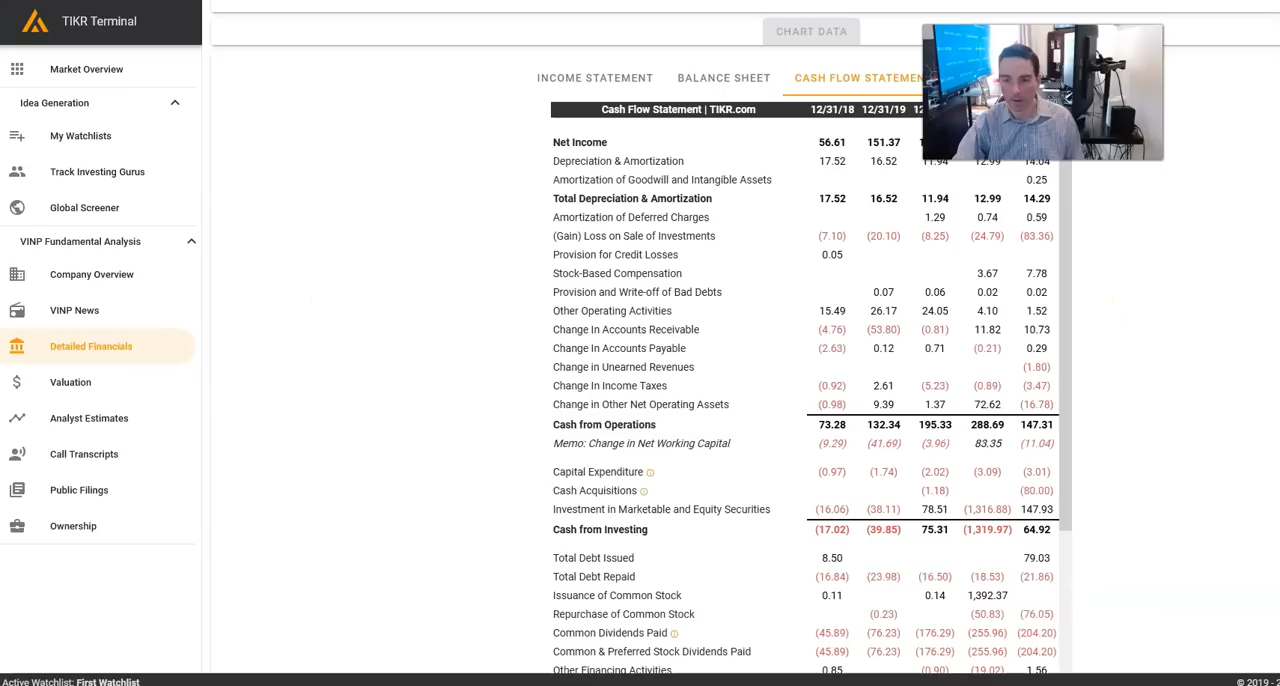 TIKR Terminal
Market Overview
Idea Generation
My Watchlists
Track Investing Gurus
Global Screener
VINP Fundamental Analysis
Company Overview
VINP News
Detailed Financials
Valuation
Analyst Estimates
Call Transcripts
Public Filings
Ownership
CHART DATA
INCOME STATEMENT BALANCE SHEET CASH FLOW STATEMEN
Cash Flow Statement | TIKR.com 12/31/18 12/31/19
Net Income 56.61 151.37
Depreciation & Amortization 17.52 16.52 11.94 12.99 14.04
Amortization of Goodwill and Intangible Assets 0.25
Total Depreciation & Amortization 17.52 16.52 11.94 12.99 14.29
Amortization of Deferred Charges 1.29 0.74 0.59
(Gain) Loss on Sale of Investments (7.10) (20.10) (8.25) (24.79) (83.36)
Provision for Credit Losses 0.05
Stock-Based Compensation 3.67 7.78
Provision and Write-off of Bad Debts 0.07 0.06 0.02 0.02
Other Operating Activities 15.49 26.17 24.05 4.10 1.52
Change In Accounts Receivable (4.76) (53.80) (0.81) 11.82 10.73
Change In Accounts Payable (2.63) 0.12 0.71 (0.21) 0.29
Change in Unearned Revenues (1.80)
Change In Income Taxes (0.92) 2.61 (5.23) (0.89) (3.47)
Change in Other Net Operating Assets (0.98) 9.39 1.37 72.62 (16.78)
Cash from Operations 73.28 132.34 195.33 288.69 147.31
Memo: Change in Net Working Capital (9.29) (41.69) (3.96) 83.35 (11.04)
Capital Expenditure (0.97) (1.74) (2.02) (3.09) (3.01)
Cash Acquisitions (1.18) (80.00)
Investment in Marketable and Equity Securities (16.06) (38.11) 78.51 (1,316.88) 147.93
Cash from Investing (17.02) (39.85) 75.31 (1,319.97) 64.92
Total Debt Issued 8.50 79.03
Total Debt Repaid (16.84) (23.98) (16.50) (18.53) (21.86)
Issuance of Common Stock 0.11 0.14 1,392.37
Repurchase of Common Stock (0.23) (50.83) (76.05)
Common Dividends Paid (45.89) (76.23) (176.29) (255.96) (204.20)
Common & Preferred Stock Dividends Paid (45.89) (76.23) (176.29) (255.96) (204.20)
Other Financing Activities 0.85 (0.90) (19.02) 1.56
Active Watchlist: First Watchlist
© 2019 - 2